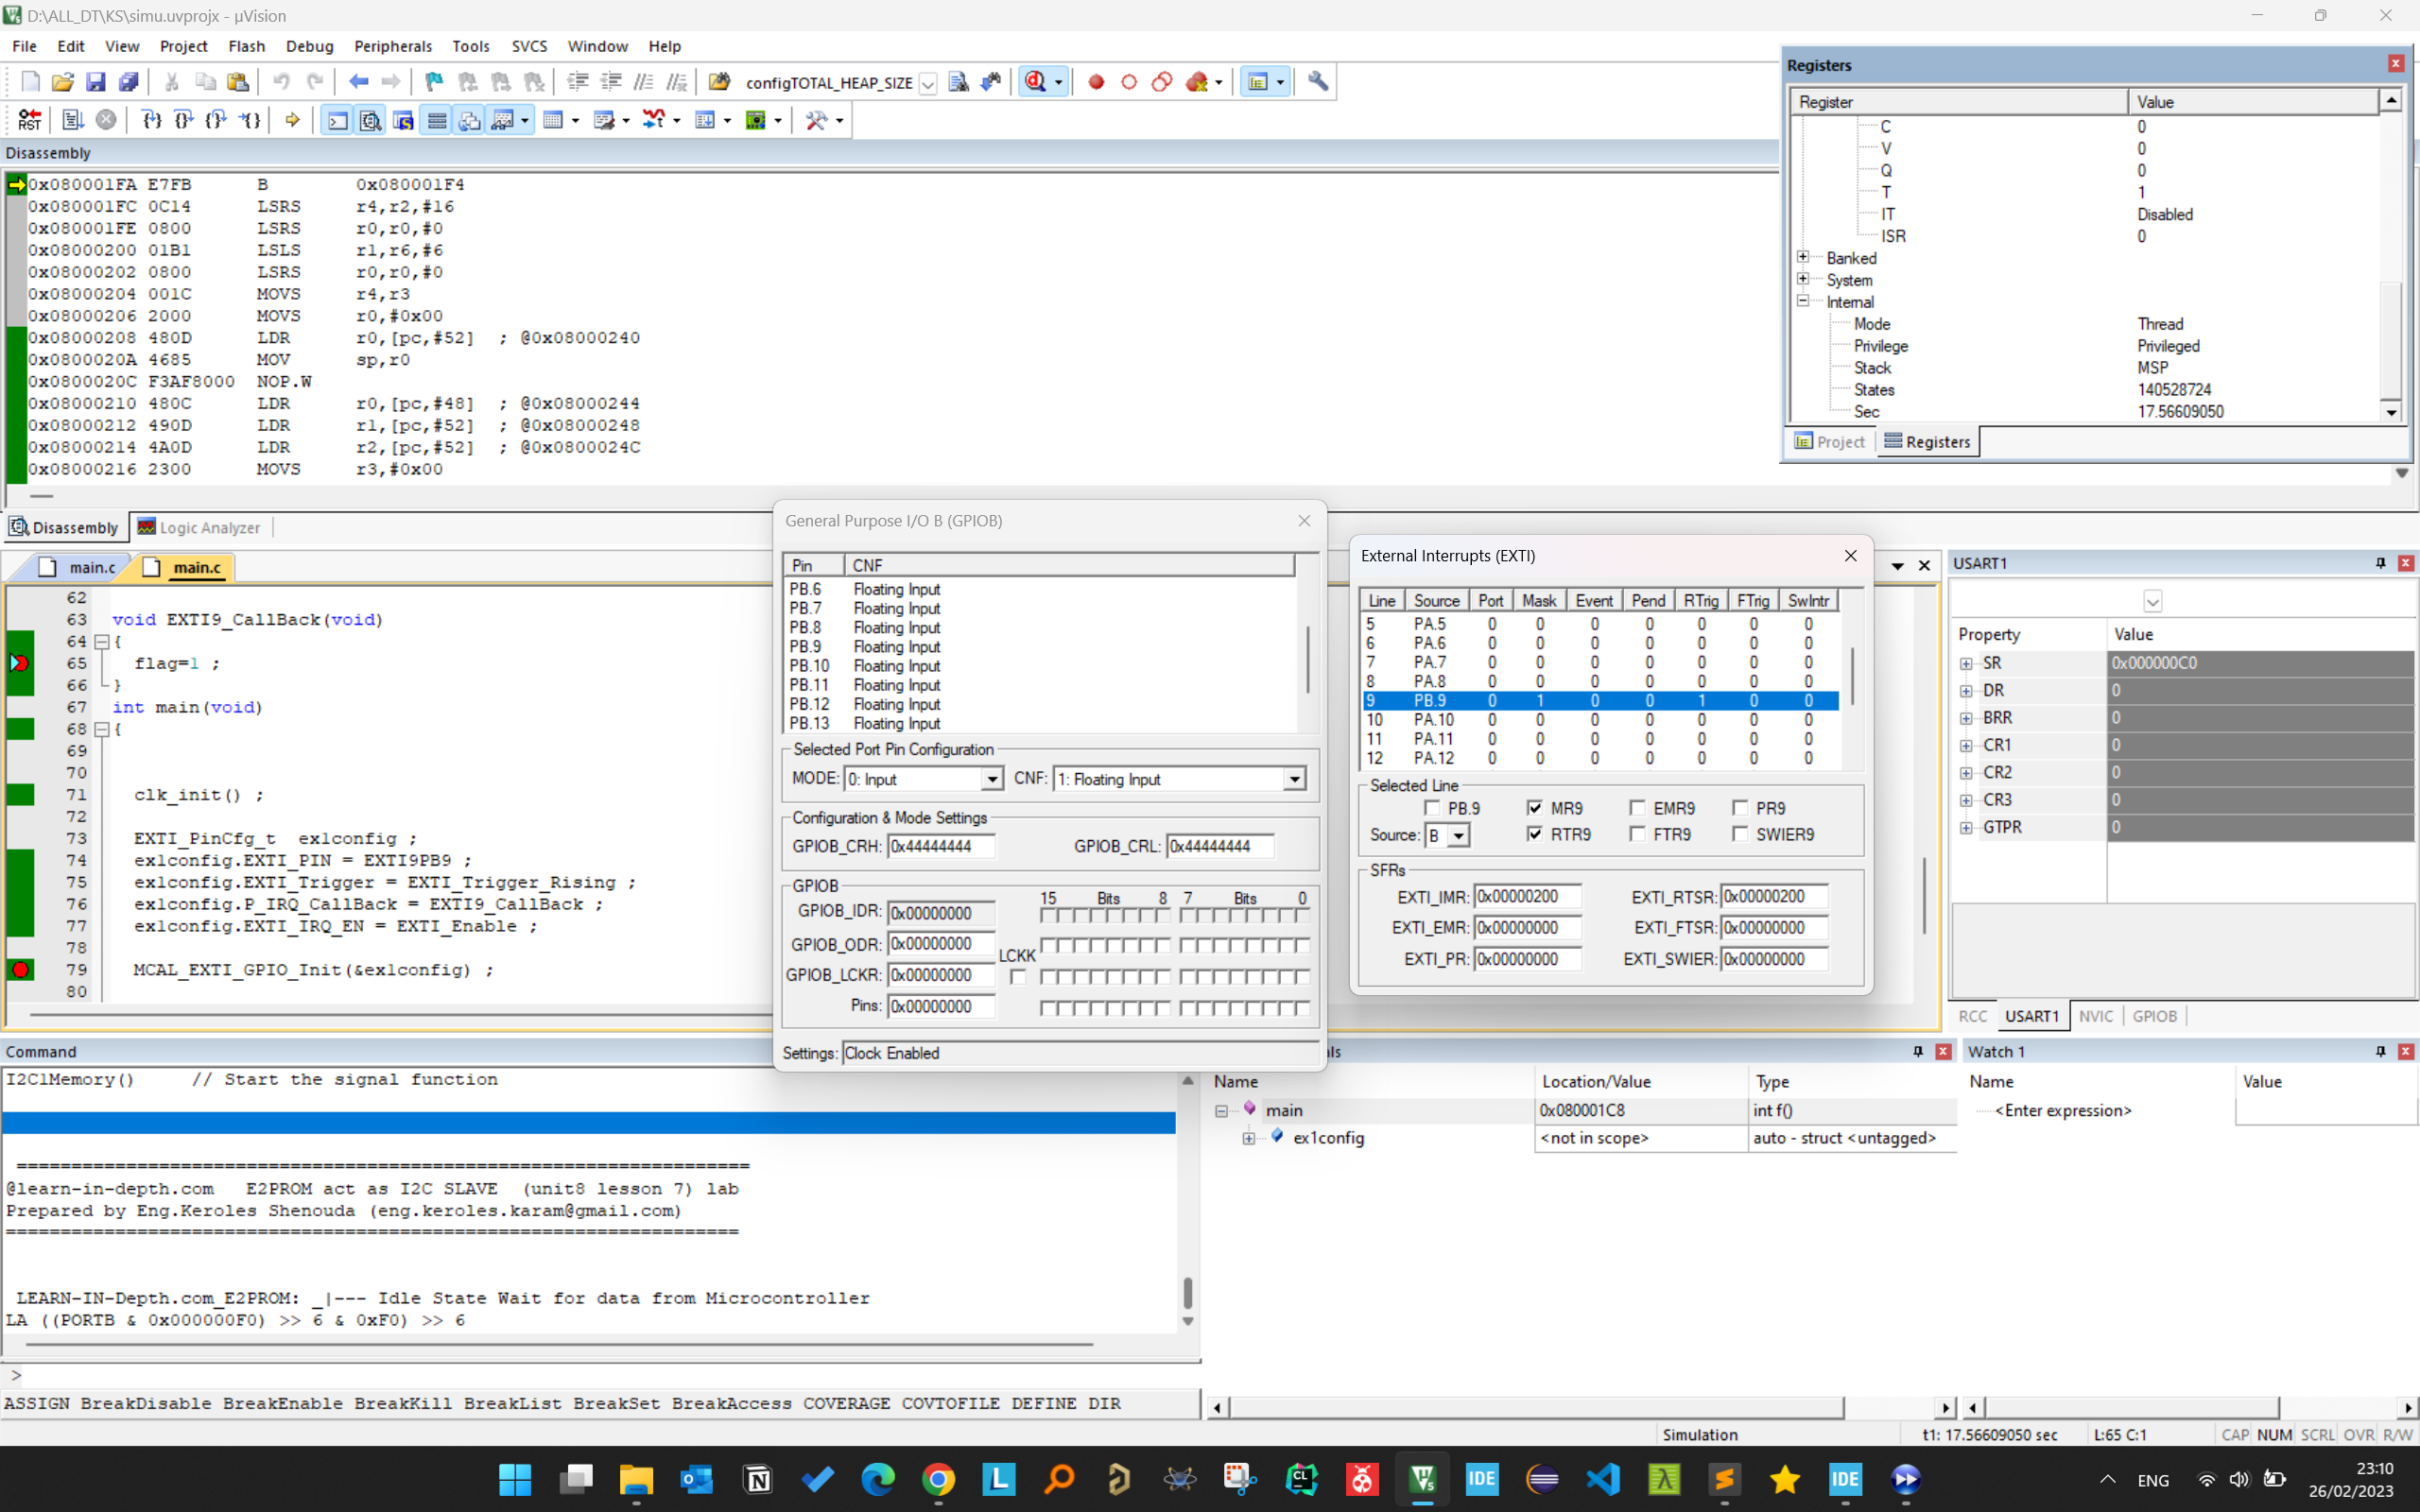 D:\ALL_DT\KS\simu.uvprojx - µVision
File Edit View Project Flash Debug Peripherals Tools SVCS Window Help
configTOTAL_HEAP_SIZE
RST
Disassembly
0x080001FA E7FB B 0x080001F4
0x080001FC 0C14 LSRS r4,r2,#16
0x080001FE 0800 LSRS r0,r0,#0
0x08000200 01B1 LSLS r1,r6,#6
0x08000202 0800 LSRS r0,r0,#0
0x08000204 001C MOVS r4,r3
0x08000206 2000 MOVS r0,#0x00
0x08000208 480D LDR r0,[pc,#52] ; @0x08000240
0x0800020A 4685 MOV sp,r0
0x0800020C F3AF8000 NOP.W
0x08000210 480C LDR r0,[pc,#48] ; @0x08000244
0x08000212 490D LDR r1,[pc,#52] ; @0x08000248
0x08000214 4A0D LDR r2,[pc,#52] ; @0x0800024C
0x08000216 2300 MOVS r3,#0x00
Disassembly Logic Analyzer
Registers
Register Value
C 0
V 0
Q 0
T 1
IT Disabled
ISR 0
Banked
System
Internal
Mode Thread
Privilege Privileged
Stack MSP
States 140528724
Sec 17.56609050
Project Registers
main.c main.c
62
63 void EXTI9_CallBack(void)
64 {
65 flag=1 ;
66 }
67 int main(void)
68 {
69
70
71 clk_init() ;
72
73 EXTI_PinCfg_t ex1config ;
74 ex1config.EXTI_PIN = EXTI9PB9 ;
75 ex1config.EXTI_Trigger = EXTI_Trigger_Rising ;
76 ex1config.P_IRQ_CallBack = EXTI9_CallBack ;
77 ex1config.EXTI_IRQ_EN = EXTI_Enable ;
78
79 MCAL_EXTI_GPIO_Init(&ex1config) ;
80
General Purpose I/O B (GPIOB)
Pin CNF
PB.6 Floating Input
PB.7 Floating Input
PB.8 Floating Input
PB.9 Floating Input
PB.10 Floating Input
PB.11 Floating Input
PB.12 Floating Input
PB.13 Floating Input
Selected Port Pin Configuration
MODE: 0: Input CNF: 1: Floating Input
Configuration & Mode Settings
GPIOB_CRH: 0x44444444 GPIOB_CRL: 0x44444444
GPIOB
15 Bits 8 7 Bits 0
GPIOB_IDR: 0x00000000
GPIOB_ODR: 0x00000000
LCKK
GPIOB_LCKR: 0x00000000
Pins: 0x00000000
Settings: Clock Enabled
External Interrupts (EXTI)
Line Source Port Mask Event Pend RTrig FTrig SwIntr
5 PA.5 0 0 0 0 0 0 0
6 PA.6 0 0 0 0 0 0 0
7 PA.7 0 0 0 0 0 0 0
8 PA.8 0 0 0 0 0 0 0
9 PB.9 0 1 0 0 1 0 0
10 PA.10 0 0 0 0 0 0 0
11 PA.11 0 0 0 0 0 0 0
12 PA.12 0 0 0 0 0 0 0
Selected Line
PB.9 MR9 EMR9 PR9
Source: B RTR9 FTR9 SWIER9
SFRs
EXTI_IMR: 0x00000200 EXTI_RTSR: 0x00000200
EXTI_EMR: 0x00000000 EXTI_FTSR: 0x00000000
EXTI_PR: 0x00000000 EXTI_SWIER: 0x00000000
USART1
Property Value
SR 0x000000C0
DR 0
BRR 0
CR1 0
CR2 0
CR3 0
GTPR 0
RCC USART1 NVIC GPIOB
Command
I2C1Memory() // Start the signal function
===================================================================
@learn-in-depth.com E2PROM act as I2C SLAVE (unit8 lesson 7) lab
Prepared by Eng.Keroles Shenouda (eng.keroles.karam@gmail.com)
===================================================================
LEARN-IN-Depth.com_E2PROM: _|--- Idle State Wait for data from Microcontroller
LA ((PORTB & 0x000000F0) >> 6 & 0xF0) >> 6
>
ASSIGN BreakDisable BreakEnable BreakKill BreakList BreakSet BreakAccess COVERAGE COVTOFILE DEFINE DIR
ls
Name Location/Value Type
main 0x080001C8 int f()
ex1config <not in scope> auto - struct <untagged>
Watch 1
Name Value
<Enter expression>
Simulation t1: 17.56609050 sec L:65 C:1 CAP NUM SCRL OVR R/W
ENG
23:10
26/02/2023